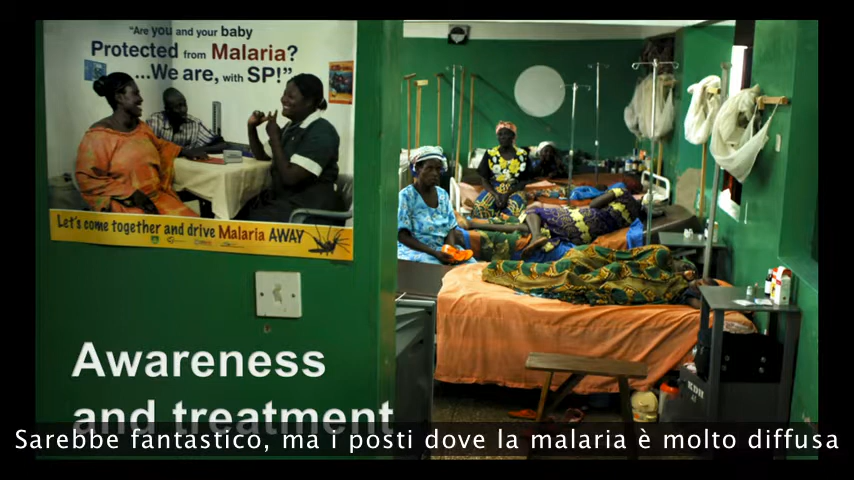 “Are you and your baby
Protected from Malaria?
...We are, with SP!”
Let's come together and drive Malaria AWAY
KDH
Awareness
and treatment
Sarebbe fantastico, ma i posti dove la malaria è molto diffusa